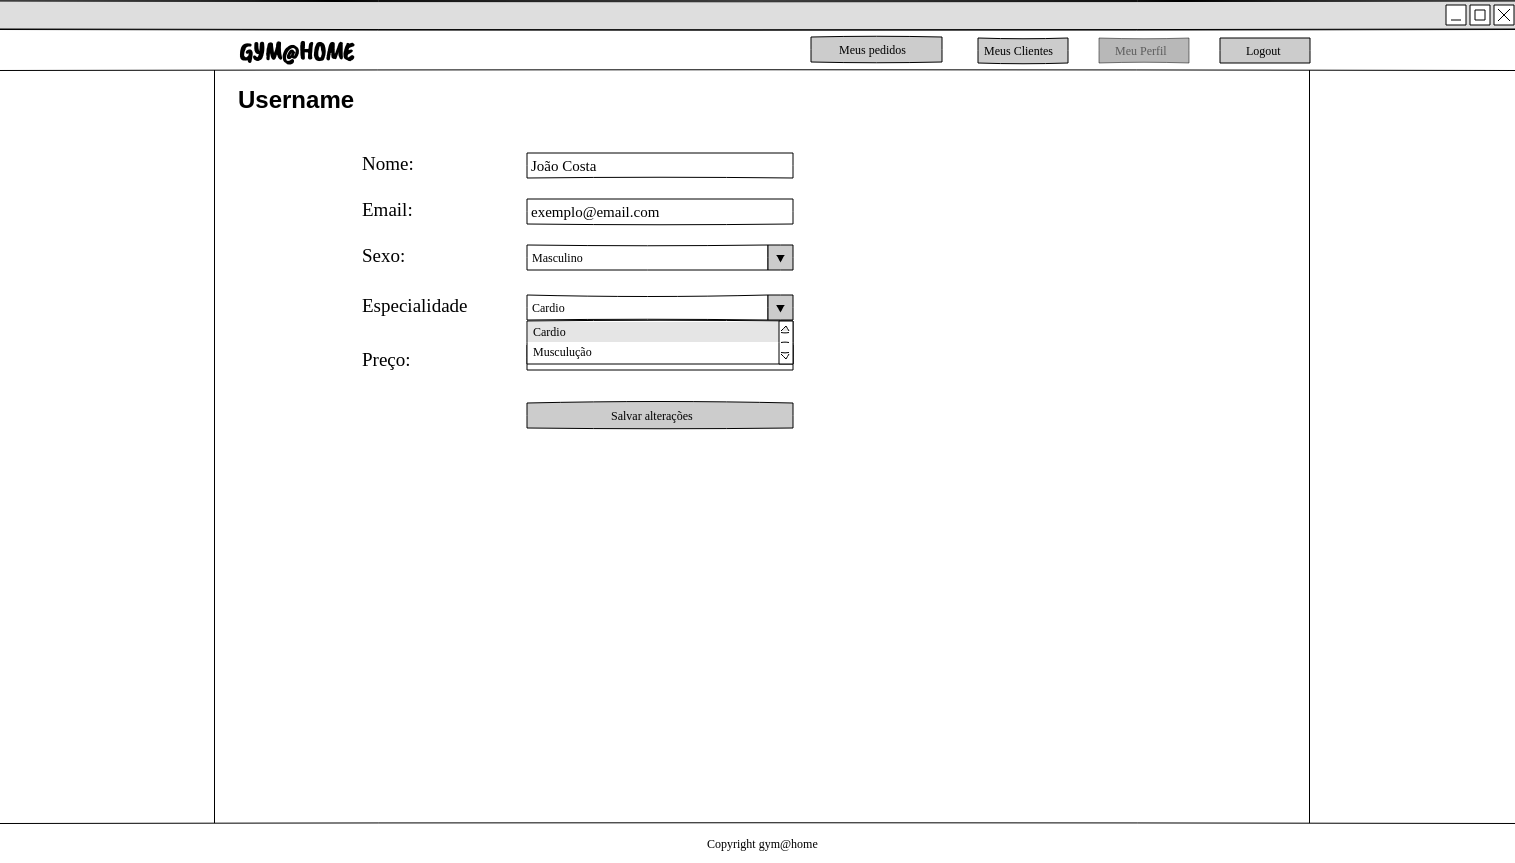 GYM@HOME
Meus pedidos
Meus Clientes
Meu Perfil
Logout
Username
Nome:
João Costa
Email:
exemplo@email.com
Sexo:
Masculino
Especialidade
Cardio
Cardio
Musculução
Preço:
Salvar alterações
Copyright gym@home